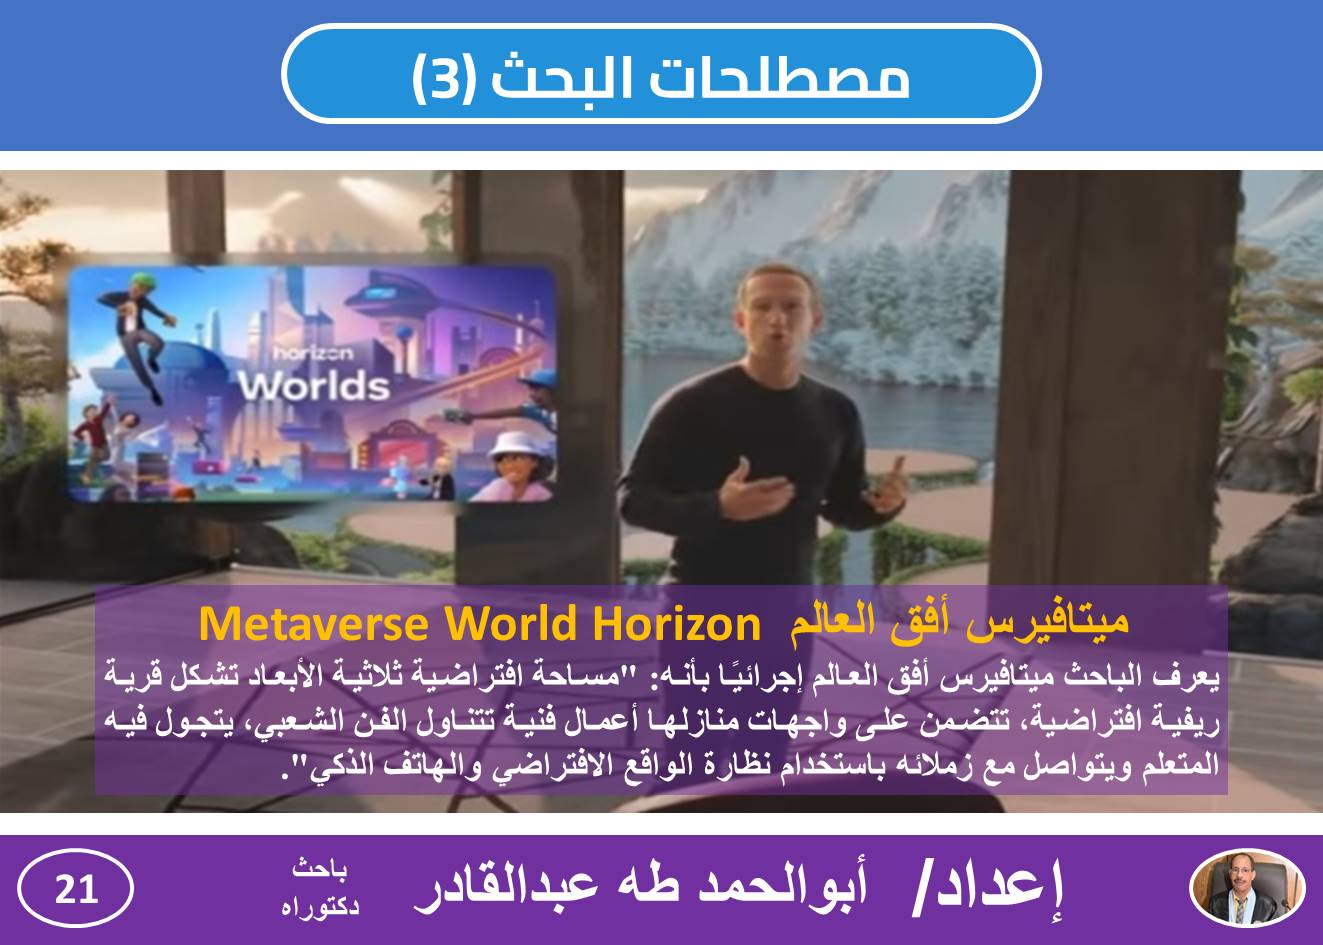 مصطلحات البحث (3)
horizon
Worlds
ميتافيرس أفق العالم Metaverse World Horizon
يعرف الباحث ميتافيرس أفق العالم إجرائيًا بأنه: "مساحة افتراضية ثلاثية الأبعاد تشكل قرية
ريفية افتراضية، تتضمن على واجهات منازلها أعمال فنية تتناول الفن الشعبي، يتجول فيه
المتعلم ويتواصل مع زملائه باستخدام نظارة الواقع الافتراضي والهاتف الذكي".
إعداد/ أبوالحمد طه عبدالقادر
باحث
دكتوراه
21